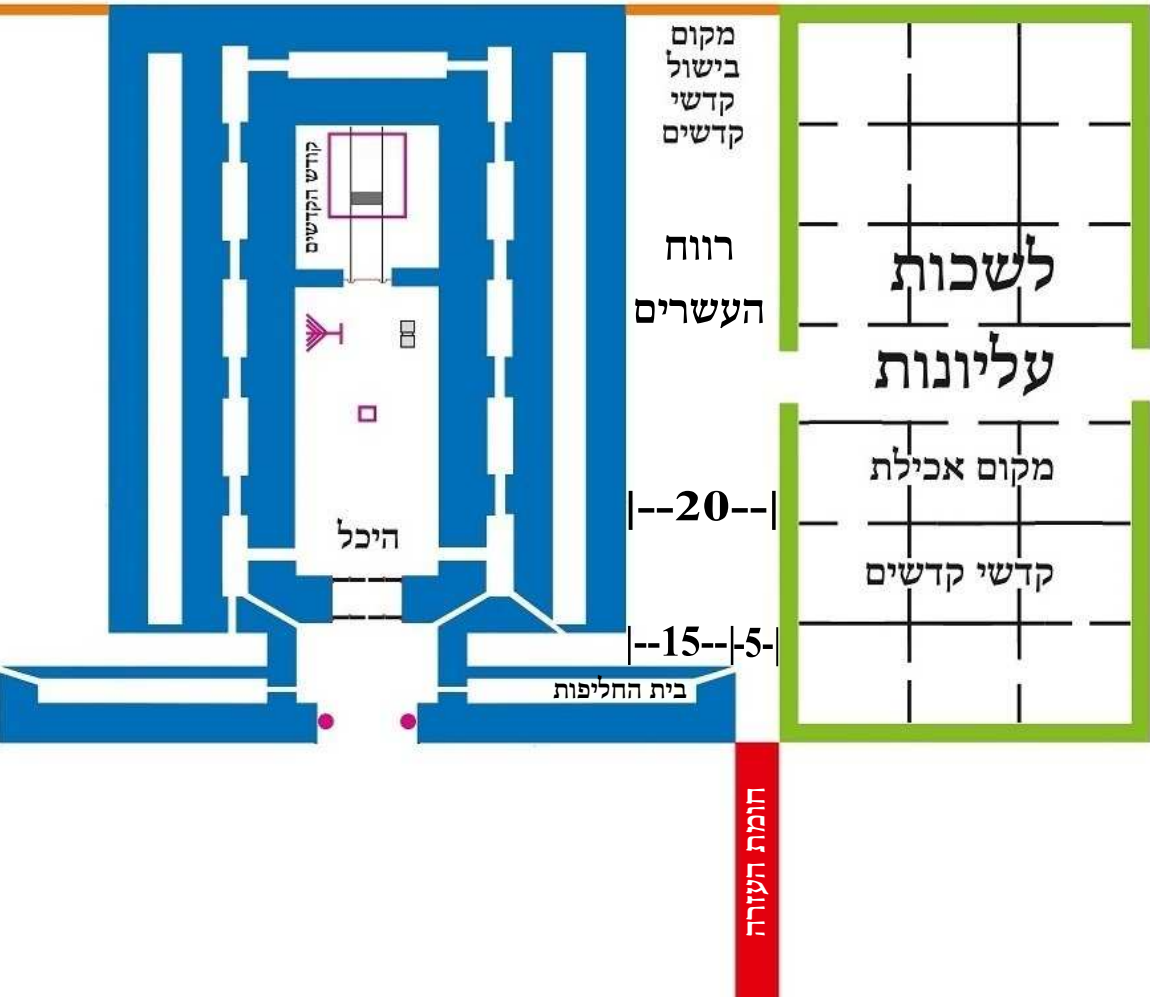 מקום
בישול
קדשי
קדשים
רווח
העשרים
לשכות
עליונות
מקום אכילת
קדשי קדשים
קודש הקדשים
היכל
|--20--|
|--15--|-5-|
בית החליפות
חומת העזרה